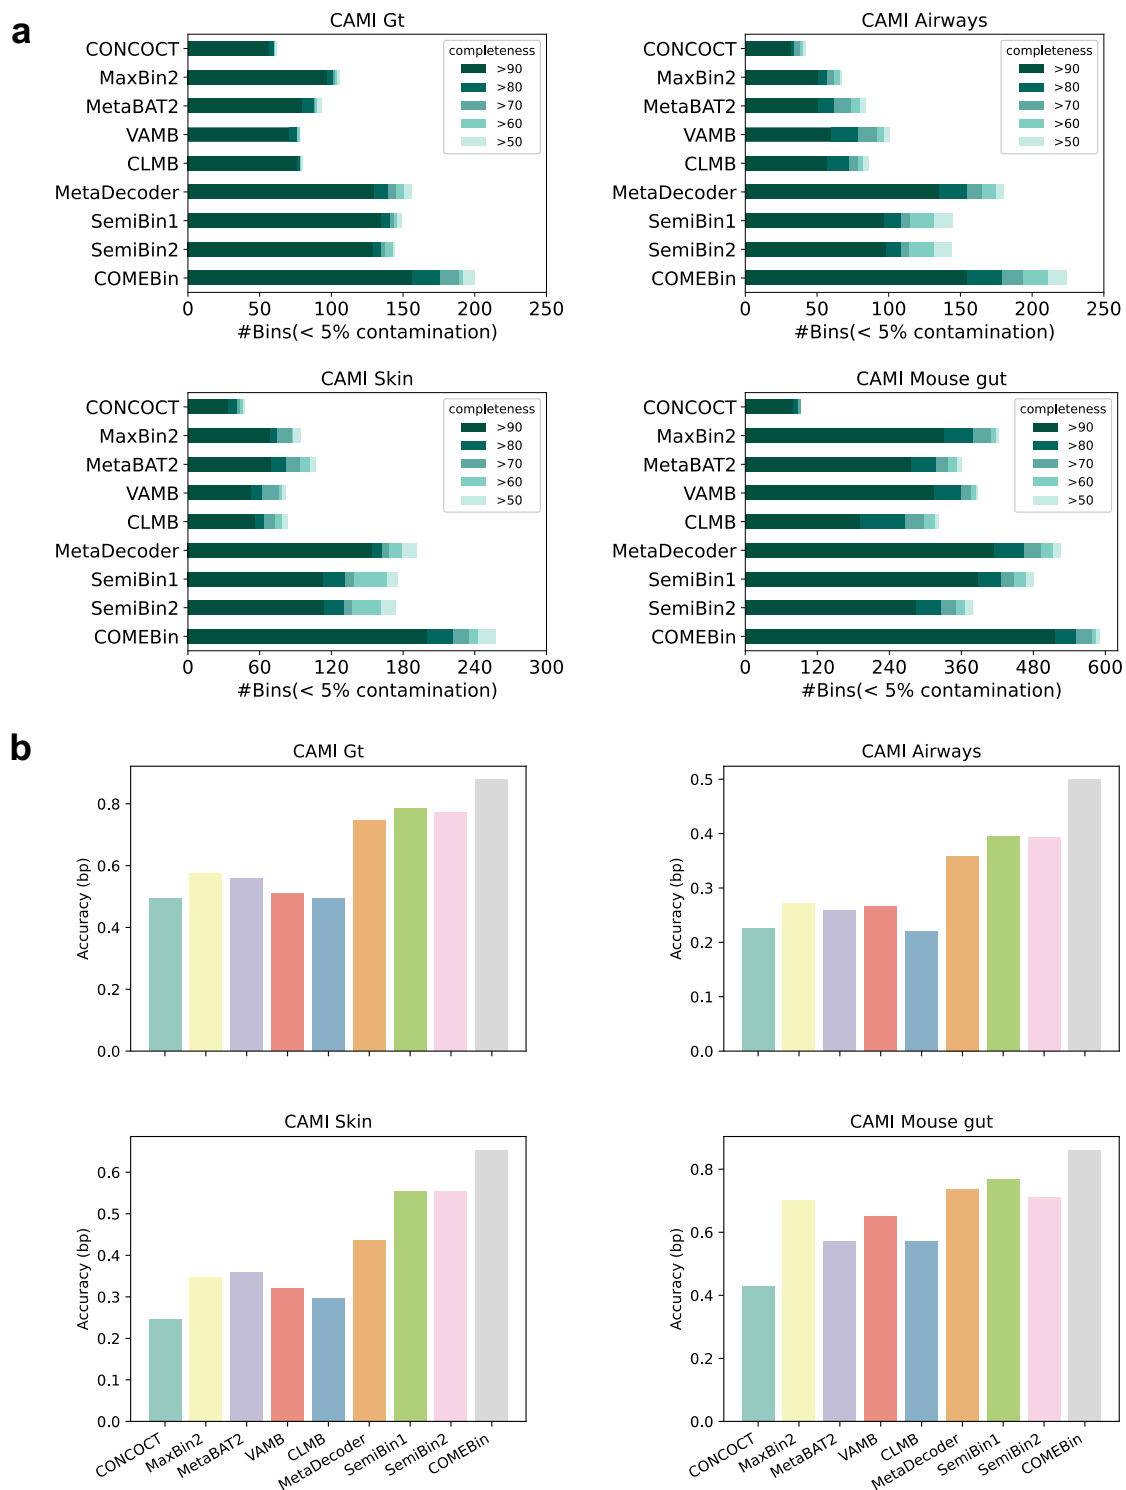 a
CAMI Gt
CONCOCT
MaxBin2
MetaBAT2
VAMB
CLMB
MetaDecoder
SemiBin1
SemiBin2
COMEBin
completeness
>90
>80
>70
>60
>50
0 50 100 150 200 250
#Bins(< 5% contamination)
CAMI Airways
CONCOCT
MaxBin2
MetaBAT2
VAMB
CLMB
MetaDecoder
SemiBin1
SemiBin2
COMEBin
completeness
>90
>80
>70
>60
>50
0 50 100 150 200 250
#Bins(< 5% contamination)
CAMI Skin
CONCOCT
MaxBin2
MetaBAT2
VAMB
CLMB
MetaDecoder
SemiBin1
SemiBin2
COMEBin
completeness
>90
>80
>70
>60
>50
0 60 120 180 240 300
#Bins(< 5% contamination)
CAMI Mouse gut
CONCOCT
MaxBin2
MetaBAT2
VAMB
CLMB
MetaDecoder
SemiBin1
SemiBin2
COMEBin
completeness
>90
>80
>70
>60
>50
0 120 240 360 480 600
#Bins(< 5% contamination)
b
CAMI Gt
Accuracy (bp)
0.8
0.6
0.4
0.2
0.0
CAMI Airways
Accuracy (bp)
0.5
0.4
0.3
0.2
0.1
0.0
CAMI Skin
Accuracy (bp)
0.6
0.5
0.4
0.3
0.2
0.1
0.0
CONCOCT
MaxBin2
MetaBAT2
VAMB
CLMB
MetaDecoder
SemiBin1
SemiBin2
COMEBin
CAMI Mouse gut
Accuracy (bp)
0.8
0.6
0.4
0.2
0.0
CONCOCT
MaxBin2
MetaBAT2
VAMB
CLMB
MetaDecoder
SemiBin1
SemiBin2
COMEBin